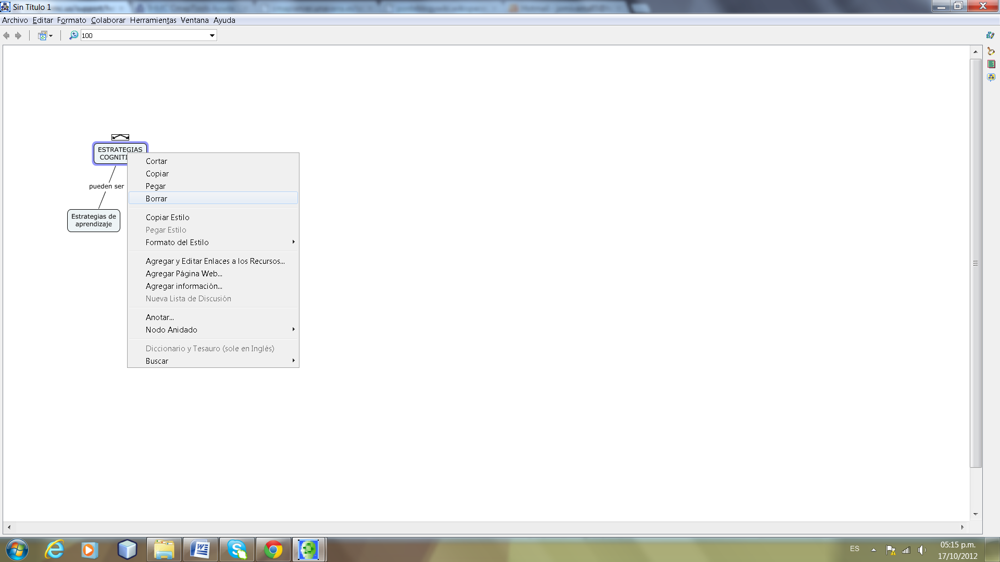 Sin Título 1
Archivo Editar Formato Colaborar Herramientas Ventana Ayuda
100
ESTRATEGIAS
pueden ser
Estrategias de
aprendizaje
Cortar
Copiar
Pegar
Borrar
Copiar Estilo
Pegar Estilo
Formato del Estilo
Agregar y Editar Enlaces a los Recursos...
Agregar Página Web...
Agregar información...
Nueva Lista de Discusión
Anotar...
Nodo Anidado
Diccionario y Tesauro (sole en Inglés)
Buscar
ES
05:15 p.m.
17/10/2012